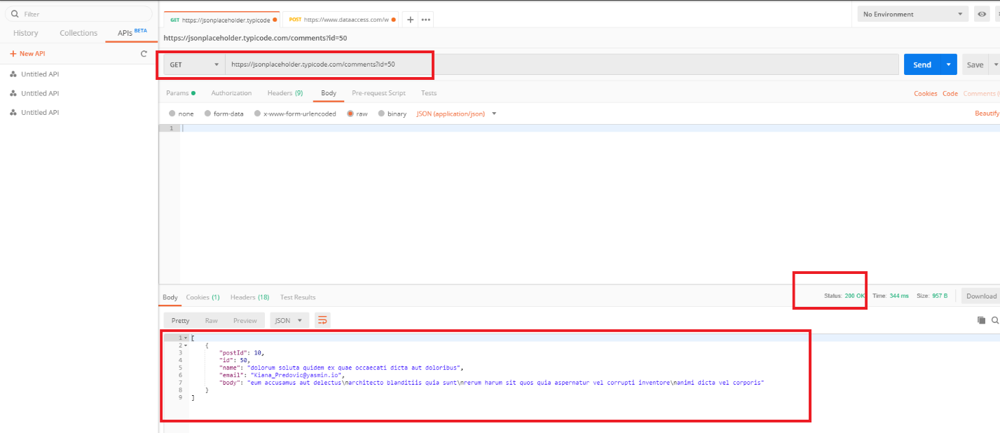 Filter
History Collections APIs BETA
+ New API
Untitled API
Untitled API
Untitled API
GET https://jsonplaceholder.typicode POST https://www.dataaccess.com/w + •••
No Environment
https://jsonplaceholder.typicode.com/comments?id=50
GET https://jsonplaceholder.typicode.com/comments?id=50 Send Save
Params Authorization Headers (9) Body Pre-request Script Tests Cookies Code Comments (
none form-data x-www-form-urlencoded raw binary JSON (application/json) Beautify
1
Body Cookies (1) Headers (18) Test Results Status: 200 OK Time: 344 ms Size: 957 B Download
Pretty Raw Preview JSON
1 [
2 {
3 "postId": 10,
4 "id": 50,
5 "name": "dolorum soluta quidem ex quae occaecati dicta aut doloribus",
6 "email": "Kiana_Predovic@yasmin.io",
7 "body": "eum accusamus aut delectus\narchitecto blanditiis quia sunt\nrerum harum sit quos quia aspernatur vel corrupti inventore\nanimi dicta vel corporis"
8 }
9 ]